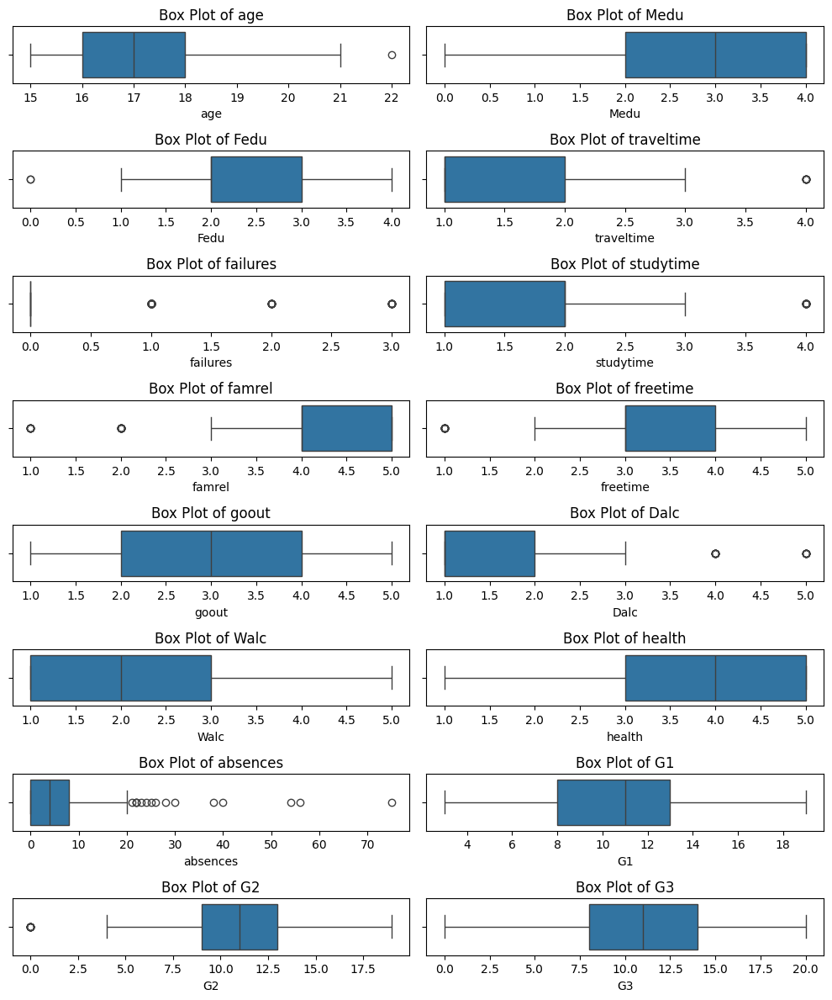 Box Plot of age
15 16 17 18 19 20 21 22
age
Box Plot of Medu
0.0 0.5 1.0 1.5 2.0 2.5 3.0 3.5 4.0
Medu
Box Plot of Fedu
0.0 0.5 1.0 1.5 2.0 2.5 3.0 3.5 4.0
Fedu
Box Plot of traveltime
1.0 1.5 2.0 2.5 3.0 3.5 4.0
traveltime
Box Plot of failures
0.0 0.5 1.0 1.5 2.0 2.5 3.0
failures
Box Plot of studytime
1.0 1.5 2.0 2.5 3.0 3.5 4.0
studytime
Box Plot of famrel
1.0 1.5 2.0 2.5 3.0 3.5 4.0 4.5 5.0
famrel
Box Plot of freetime
1.0 1.5 2.0 2.5 3.0 3.5 4.0 4.5 5.0
freetime
Box Plot of goout
1.0 1.5 2.0 2.5 3.0 3.5 4.0 4.5 5.0
goout
Box Plot of Dalc
1.0 1.5 2.0 2.5 3.0 3.5 4.0 4.5 5.0
Dalc
Box Plot of Walc
1.0 1.5 2.0 2.5 3.0 3.5 4.0 4.5 5.0
Walc
Box Plot of health
1.0 1.5 2.0 2.5 3.0 3.5 4.0 4.5 5.0
health
Box Plot of absences
0 10 20 30 40 50 60 70
absences
Box Plot of G1
4 6 8 10 12 14 16 18
G1
Box Plot of G2
0.0 2.5 5.0 7.5 10.0 12.5 15.0 17.5
G2
Box Plot of G3
0.0 2.5 5.0 7.5 10.0 12.5 15.0 17.5 20.0
G3